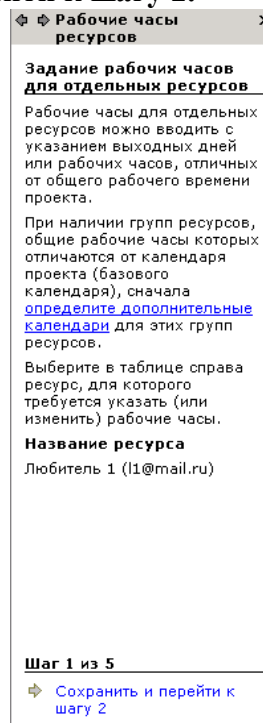 Рабочие часы
ресурсов
Задание рабочих часов
для отдельных ресурсов
Рабочие часы для отдельных
ресурсов можно вводить с
указанием выходных дней
или рабочих часов, отличных
от общего рабочего времени
проекта.
При наличии групп ресурсов,
общие рабочие часы которых
отличаются от календаря
проекта (базового
календаря), сначала
определите дополнительные
календари для этих групп
ресурсов.
Выберите в таблице справа
ресурс, для которого
требуется указать (или
изменить) рабочие часы.
Название ресурса
Любитель 1 (l1@mail.ru)
Шаг 1 из 5
Сохранить и перейти к
шагу 2